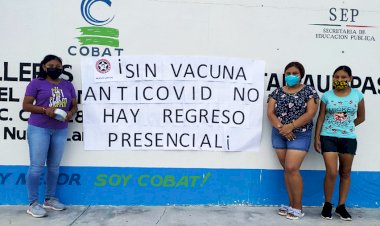 COBAT
SEP
SECRETARÍA DE
EDUCACIÓN PÚBLICA
¡SIN VACUNA
ANTICOVID NO
HAY REGRESO
PRESENCIAL¡
SOY COBAT!